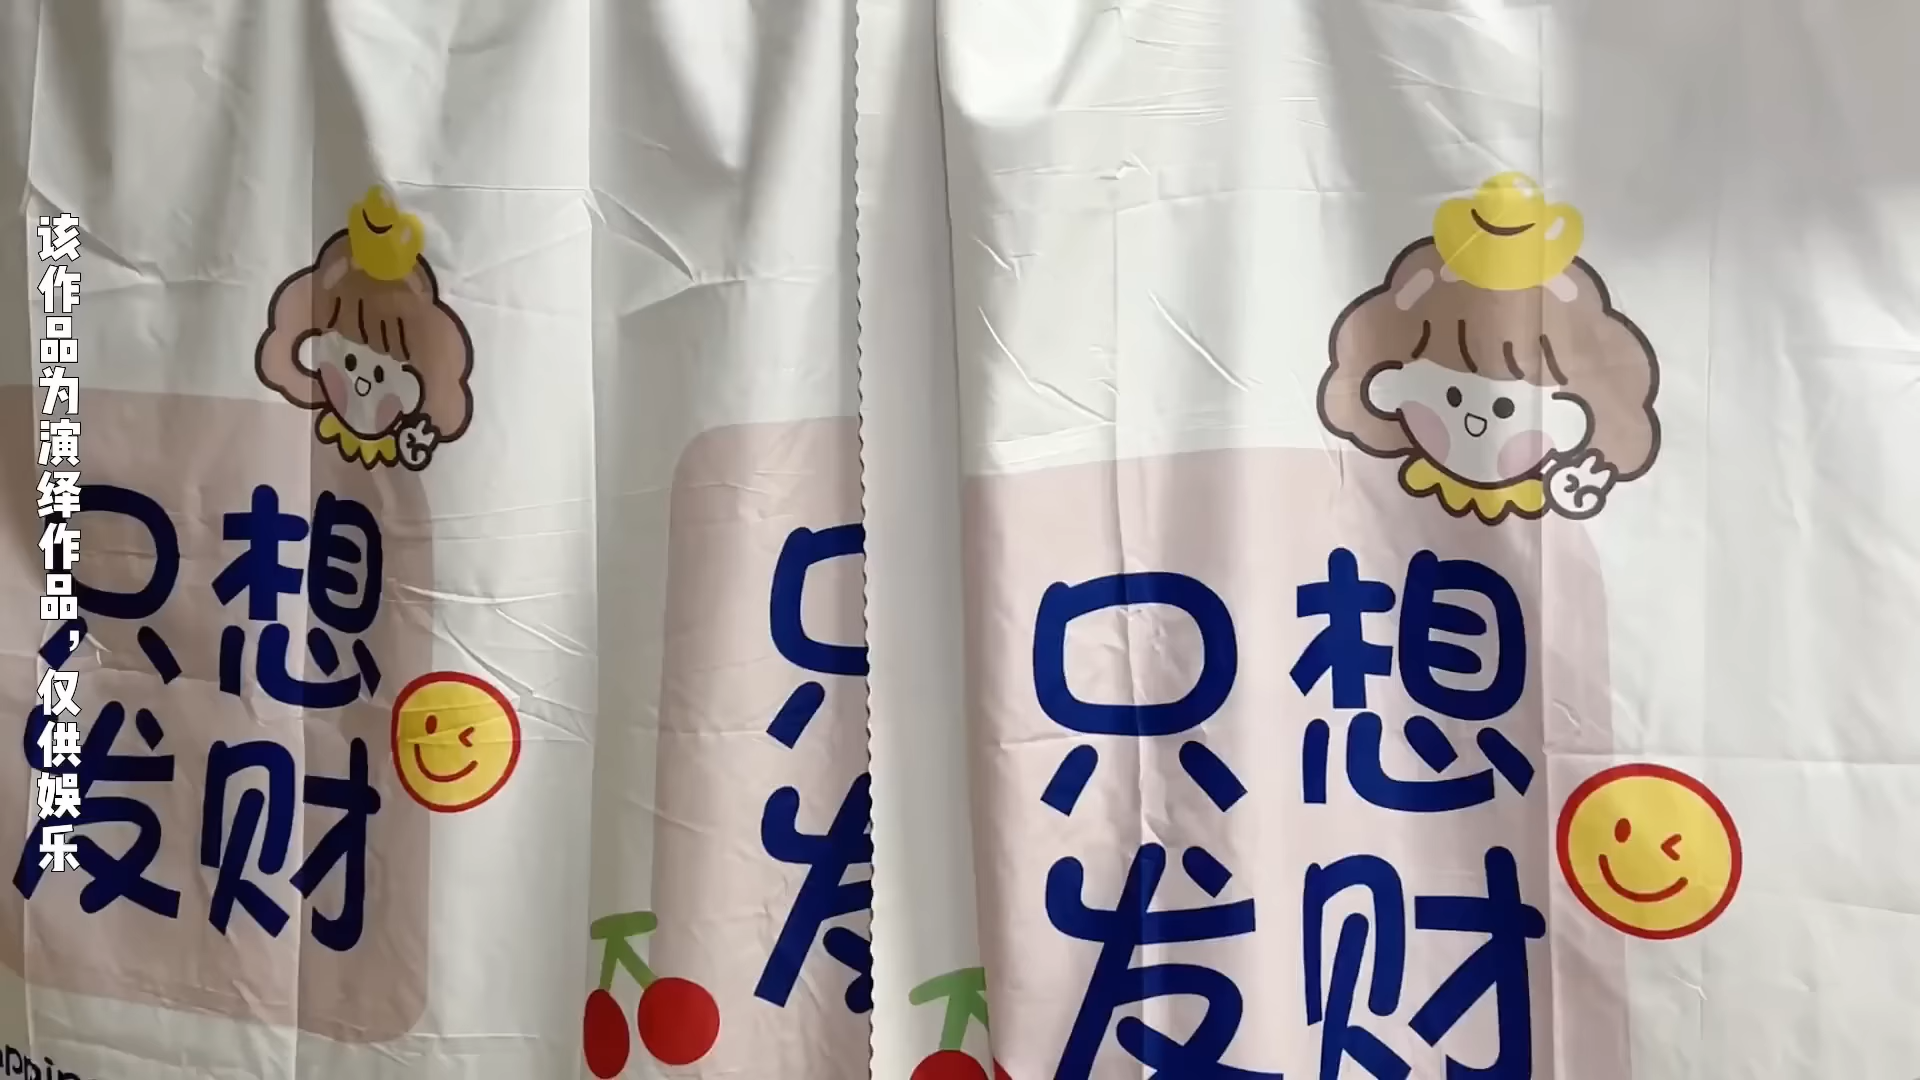 该作品为演绎作品，仅供娱乐
只想
发财
只
发
只想
发财